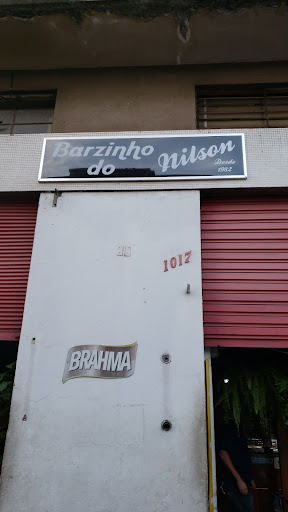 Barzinho do Nilson
Desde 1982
1017
BRAHMA